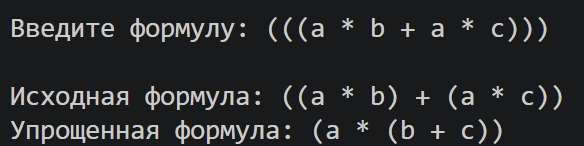 Введите формулу: (((a * b + a * c)))
Исходная формула: ((a * b) + (a * c))
Упрощенная формула: (a * (b + c))